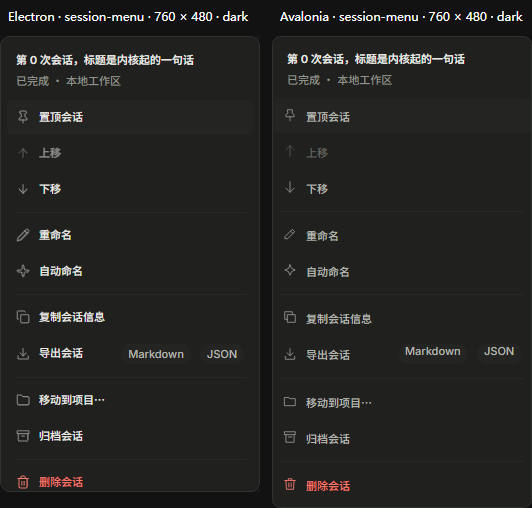 Electron · session-menu · 760 × 480 · dark
第 0 次会话，标题是内核起的一句话
已完成 · 本地工作区
置顶会话
上移
下移
重命名
自动命名
复制会话信息
导出会话 Markdown JSON
移动到项目…
归档会话
删除会话
Avalonia · session-menu · 760 × 480 · dark
第 0 次会话，标题是内核起的一句话
已完成 · 本地工作区
置顶会话
上移
下移
重命名
自动命名
复制会话信息
导出会话 Markdown JSON
移动到项目…
归档会话
删除会话